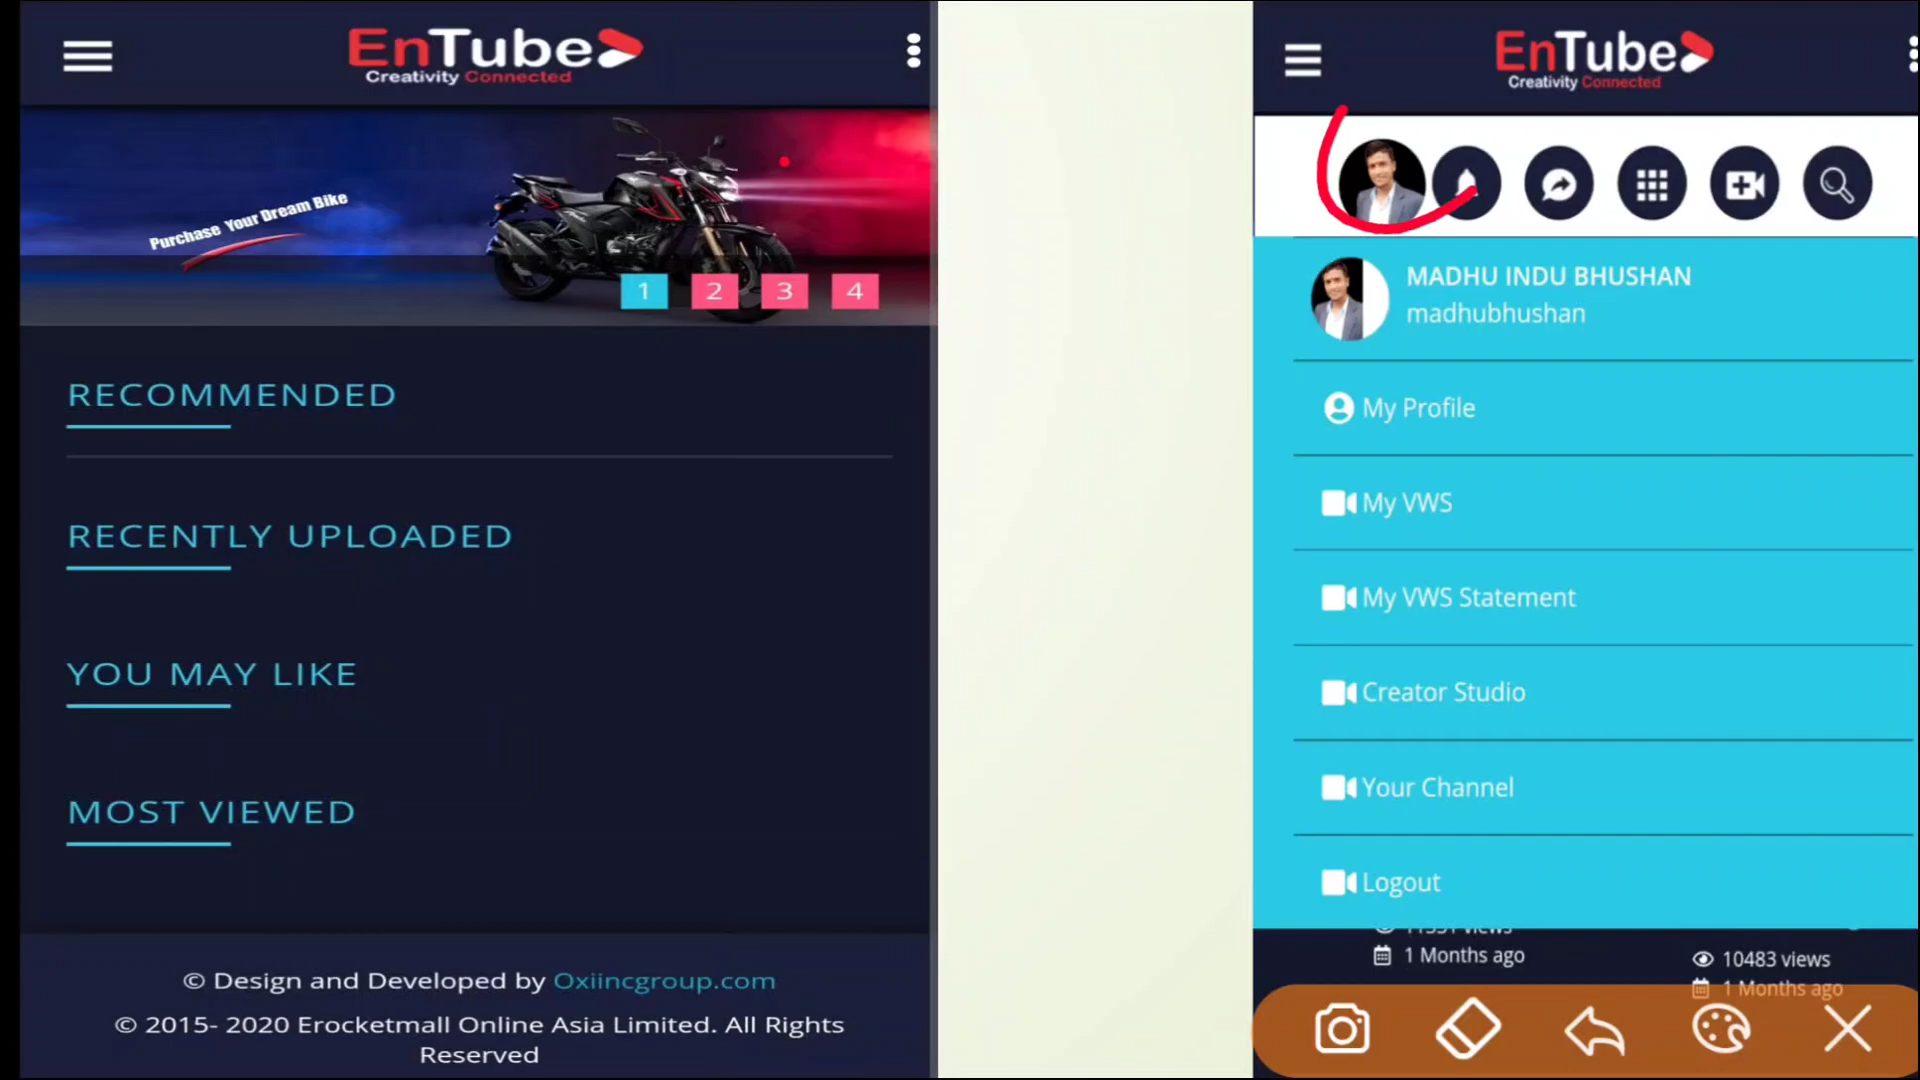 EnTube
Creativity Connected
Purchase Your Dream Bike
1 2 3 4
RECOMMENDED
RECENTLY UPLOADED
YOU MAY LIKE
MOST VIEWED
© Design and Developed by Oxiincgroup.com
© 2015- 2020 Erocketmall Online Asia Limited. All Rights
Reserved
EnTube
Creativity Connected
MADHU INDU BHUSHAN
madhubhushan
My Profile
My VWS
My VWS Statement
Creator Studio
Your Channel
Logout
views
1 Months ago
10483 views
1 Months ago